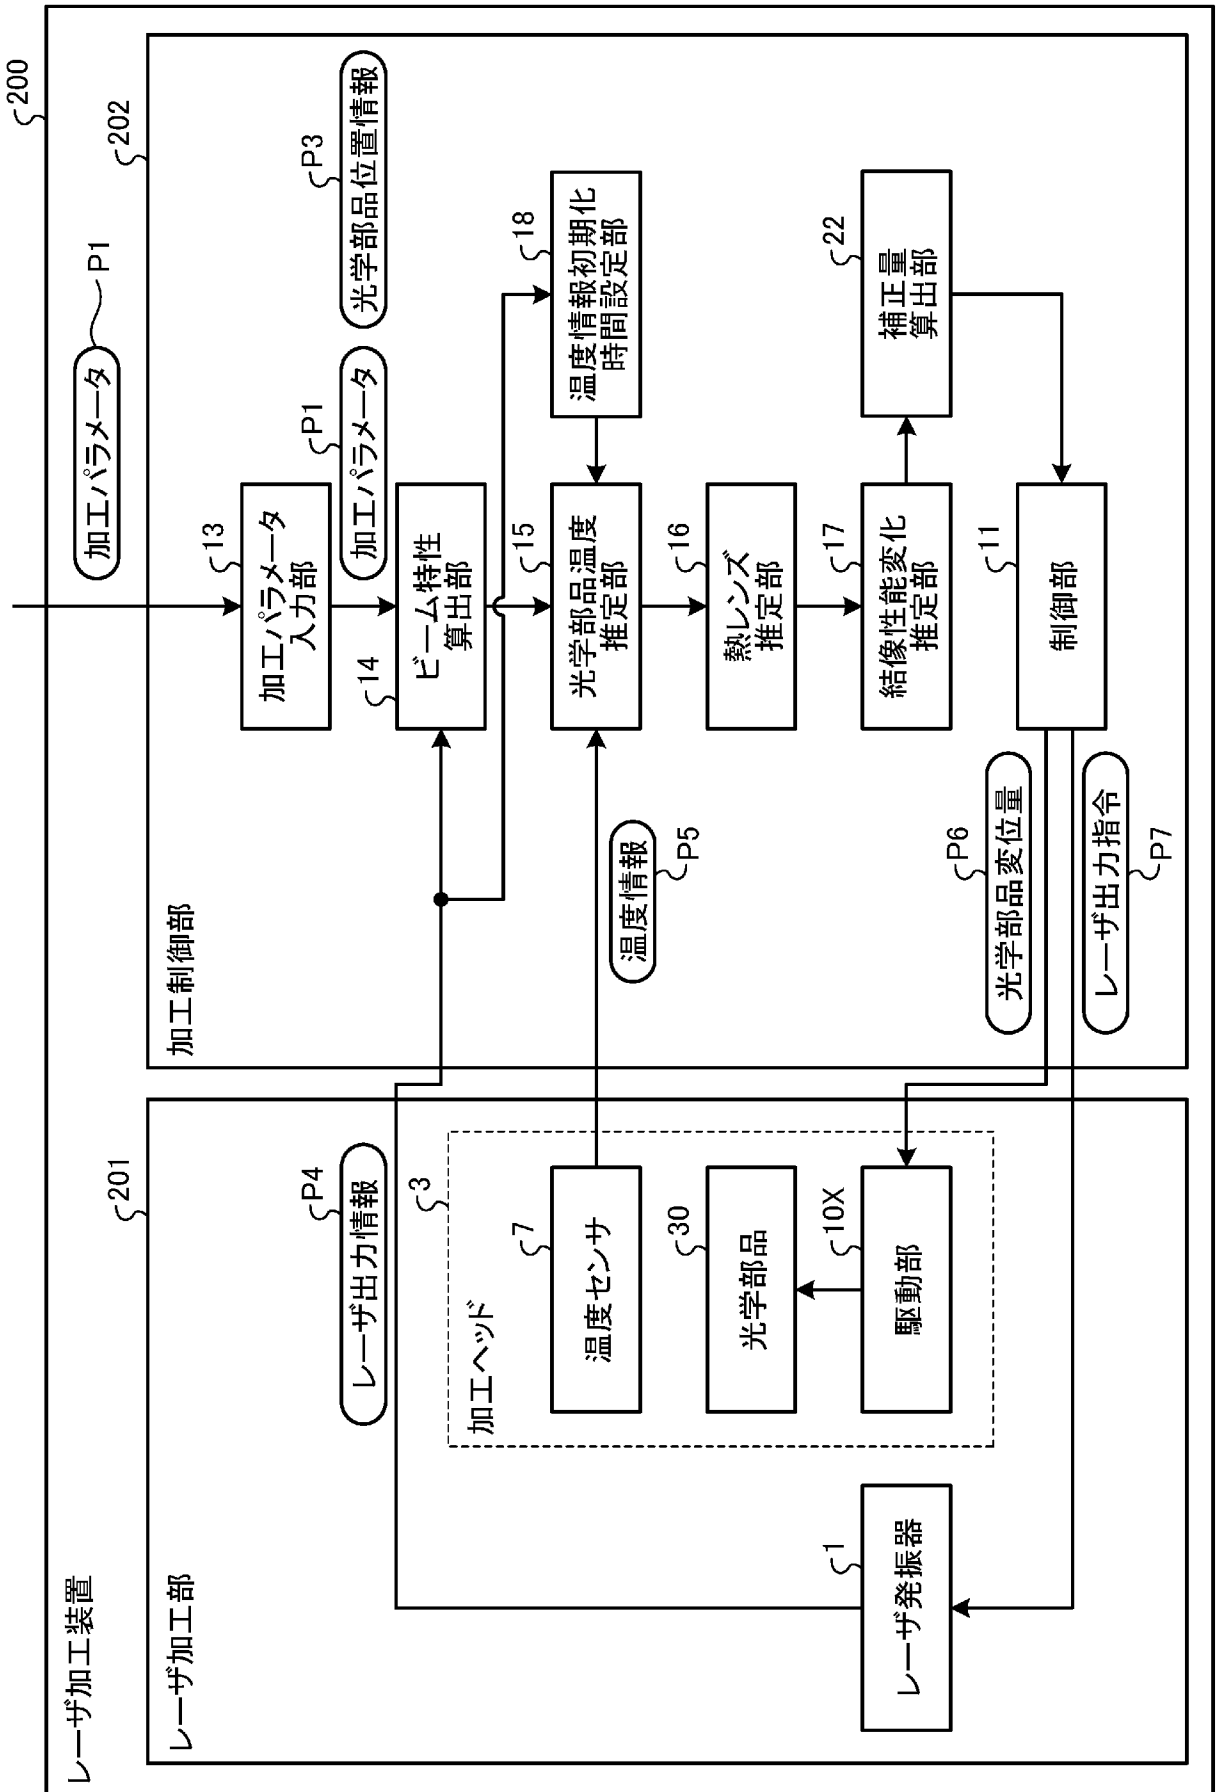 レーザ加工装置
200
加工パラメータ
P1
レーザ加工部
201
加工制御部
202
加工パラメータ
入力部
13
レーザ出力情報
P4
加工パラメータ
P1
光学部品位置情報
P3
ビーム特性
算出部
14
加工ヘッド
3
温度センサ
7
温度情報
P5
光学部品温度
推定部
15
温度情報初期化
時間設定部
18
光学部品
30
熱レンズ
推定部
16
レーザ発振器
1
駆動部
10X
結像性能変化
推定部
17
補正量
算出部
22
光学部品変位量
P6
レーザ出力指令
P7
制御部
11